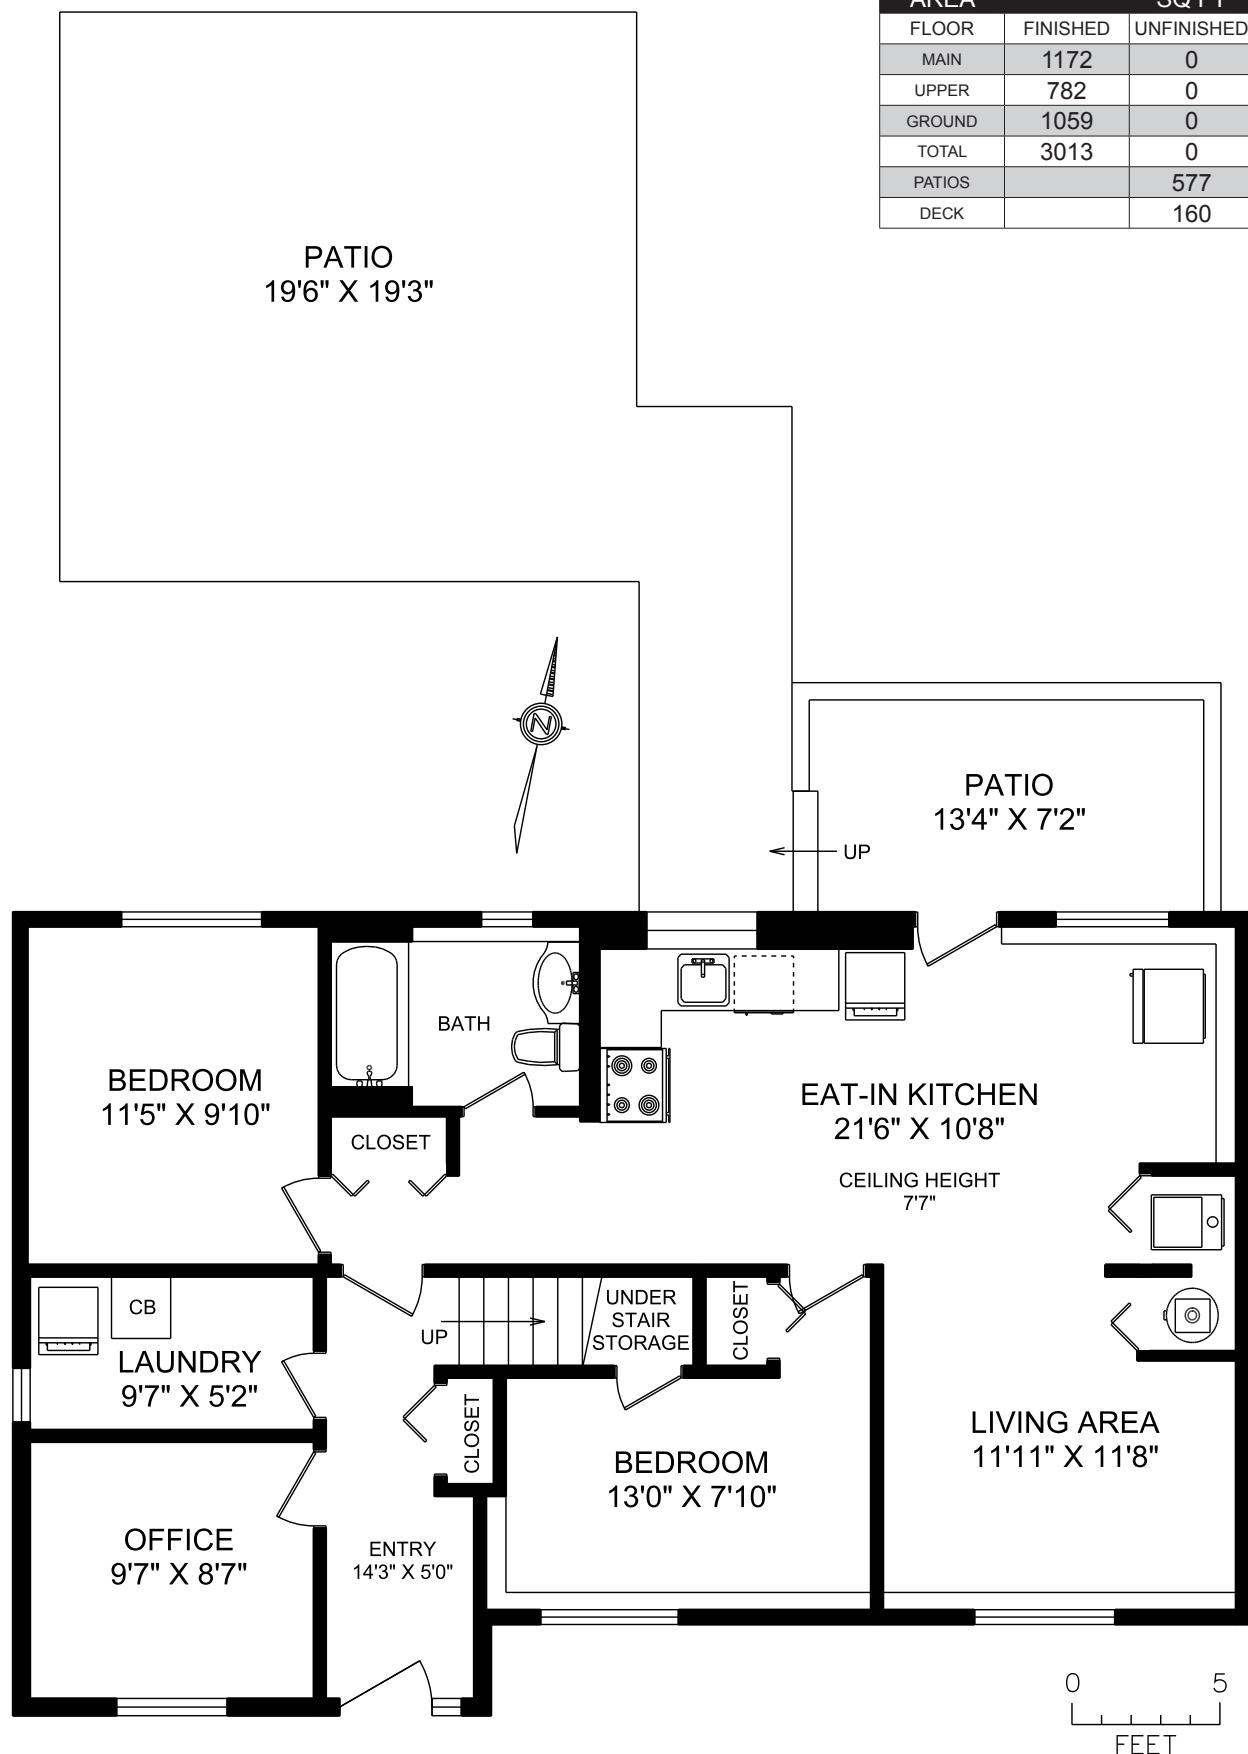 AREA SQ FT
FLOOR FINISHED UNFINISHED
MAIN 1172 0
UPPER 782 0
GROUND 1059 0
TOTAL 3013 0
PATIOS 577
DECK 160
PATIO
19'6" X 19'3"
N
PATIO
13'4" X 7'2"
UP
BATH
BEDROOM
11'5" X 9'10"
CLOSET
EAT-IN KITCHEN
21'6" X 10'8"
CEILING HEIGHT
7'7"
CB
LAUNDRY
9'7" X 5'2"
UP
UNDER
STAIR
STORAGE
CLOSET
CLOSET
LIVING AREA
11'11" X 11'8"
BEDROOM
13'0" X 7'10"
OFFICE
9'7" X 8'7"
ENTRY
14'3" X 5'0"
0 5
FEET